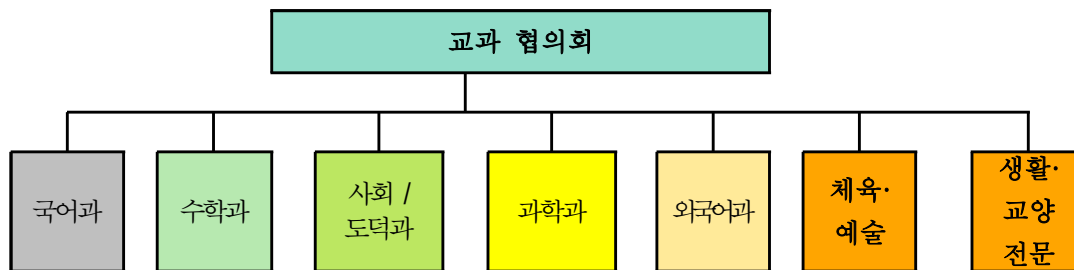 교과 협의회
국어과
수학과
사회 /
도덕과
과학과
외국어과
체육·
예술
생활·
교양
전문